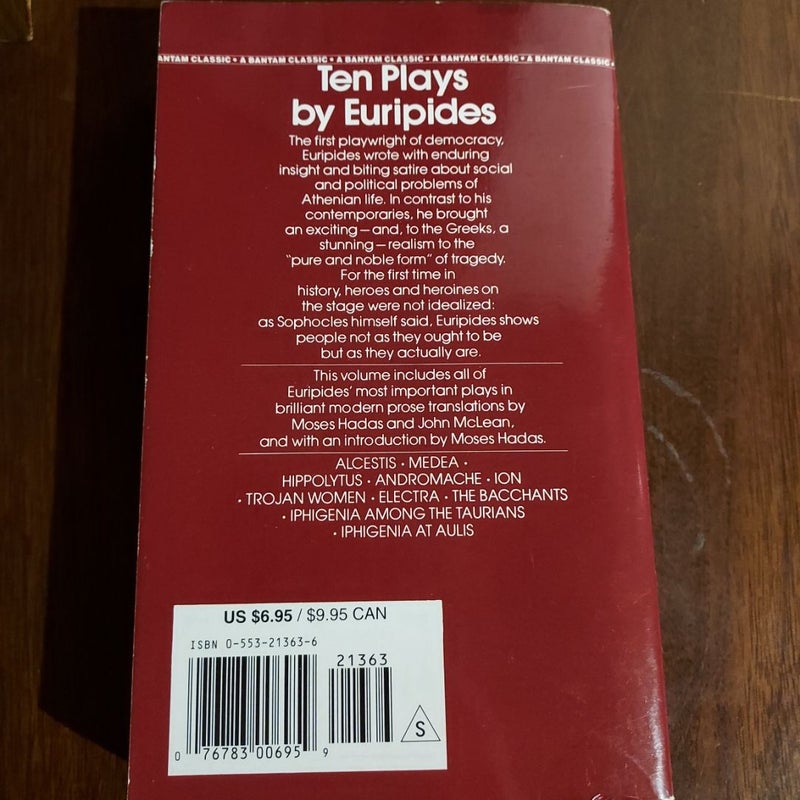 ANTAM CLASSIC • A BANTAM CLASSIC • A BANTAM CLASSIC • A BANTAM CLASSIC • A BANTAM CLASSIC •
Ten Plays
by Euripides
The first playwright of democracy,
Euripides wrote with enduring
insight and biting satire about social
and political problems of
Athenian life. In contrast to his
contemporaries, he brought
an exciting — and, to the Greeks, a
stunning — realism to the
"pure and noble form" of tragedy.
For the first time in
history, heroes and heroines on
the stage were not idealized:
as Sophocles himself said, Euripides shows
people not as they ought to be
but as they actually are.
This volume includes all of
Euripides' most important plays in
brilliant modern prose translations by
Moses Hadas and John McLean,
and with an introduction by Moses Hadas.
ALCESTIS • MEDEA •
HIPPOLYTUS • ANDROMACHE • ION
• TROJAN WOMEN • ELECTRA • THE BACCHANTS
• IPHIGENIA AMONG THE TAURIANS
• IPHIGENIA AT AULIS
US $6.95 / $9.95 CAN
ISBN 0-553-21363-6
21363
S
0 76783 00695 9